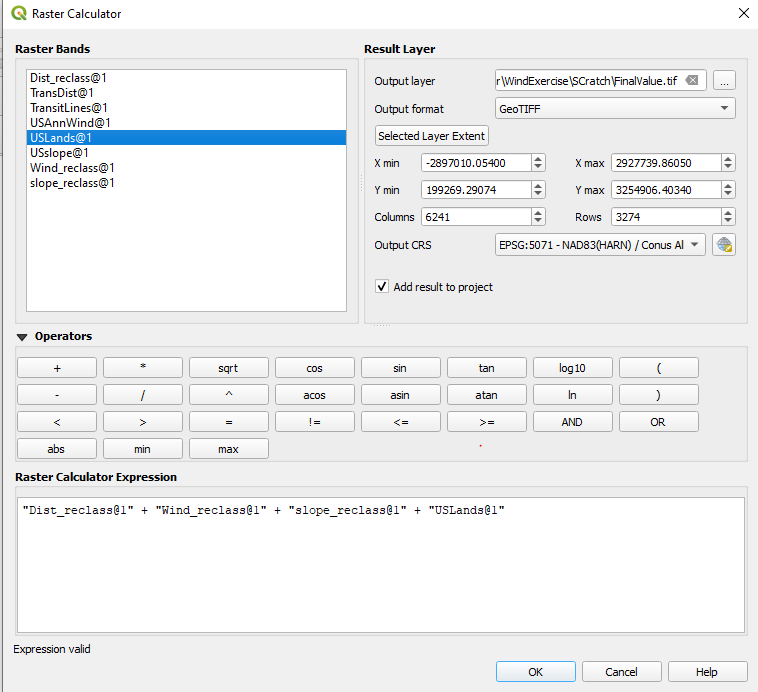 Raster Calculator
Raster Bands
Dist_reclass@1
TransDist@1
TransitLines@1
USAnnWind@1
USLands@1
USslope@1
Wind_reclass@1
slope_reclass@1
Result Layer
Output layer r\WindExercise\SCratch\FinalValue.tif ...
Output format GeoTIFF
Selected Layer Extent
X min -2897010.05400 X max 2927739.86050
Y min 199269.29074 Y max 3254906.40340
Columns 6241 Rows 3274
Output CRS EPSG:5071 - NAD83(HARN) / Conus Al
Add result to project
Operators
+ * sqrt cos sin tan log10 (
- / ^ acos asin atan ln )
< > = != <= >= AND OR
abs min max
Raster Calculator Expression
"Dist_reclass@1" + "Wind_reclass@1" + "slope_reclass@1" + "USLands@1"
Expression valid
OK Cancel Help